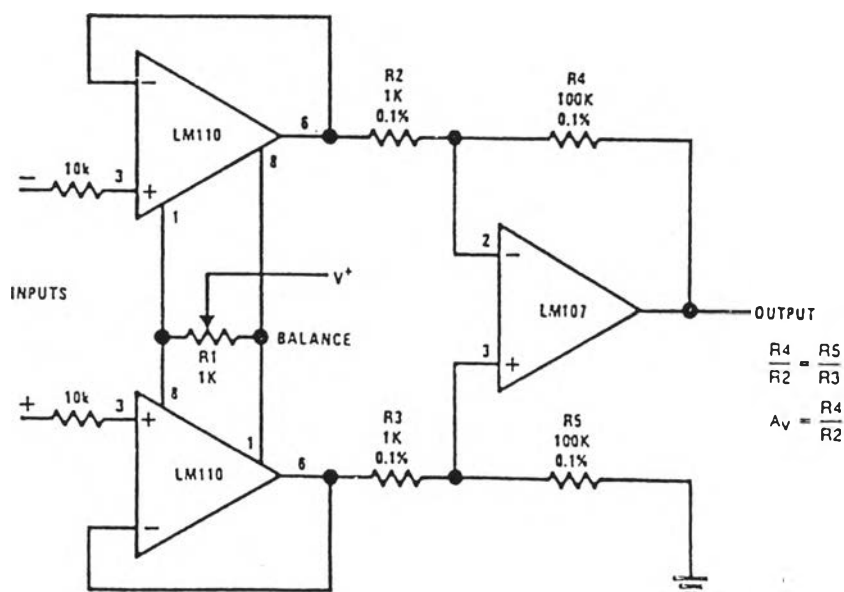 R2
1K
0.1%
R4
100K
0.1%
−
LM110
6
8
− 10k 3 +
1
2
−
INPUTS
V+
LM107
OUTPUT
BALANCE
R1
1K
3
+
R4/R2 = R5/R3
AV = R4/R2
+ 10k 3 +
8
1
LM110
6
−
R3
1K
0.1%
R5
100K
0.1%